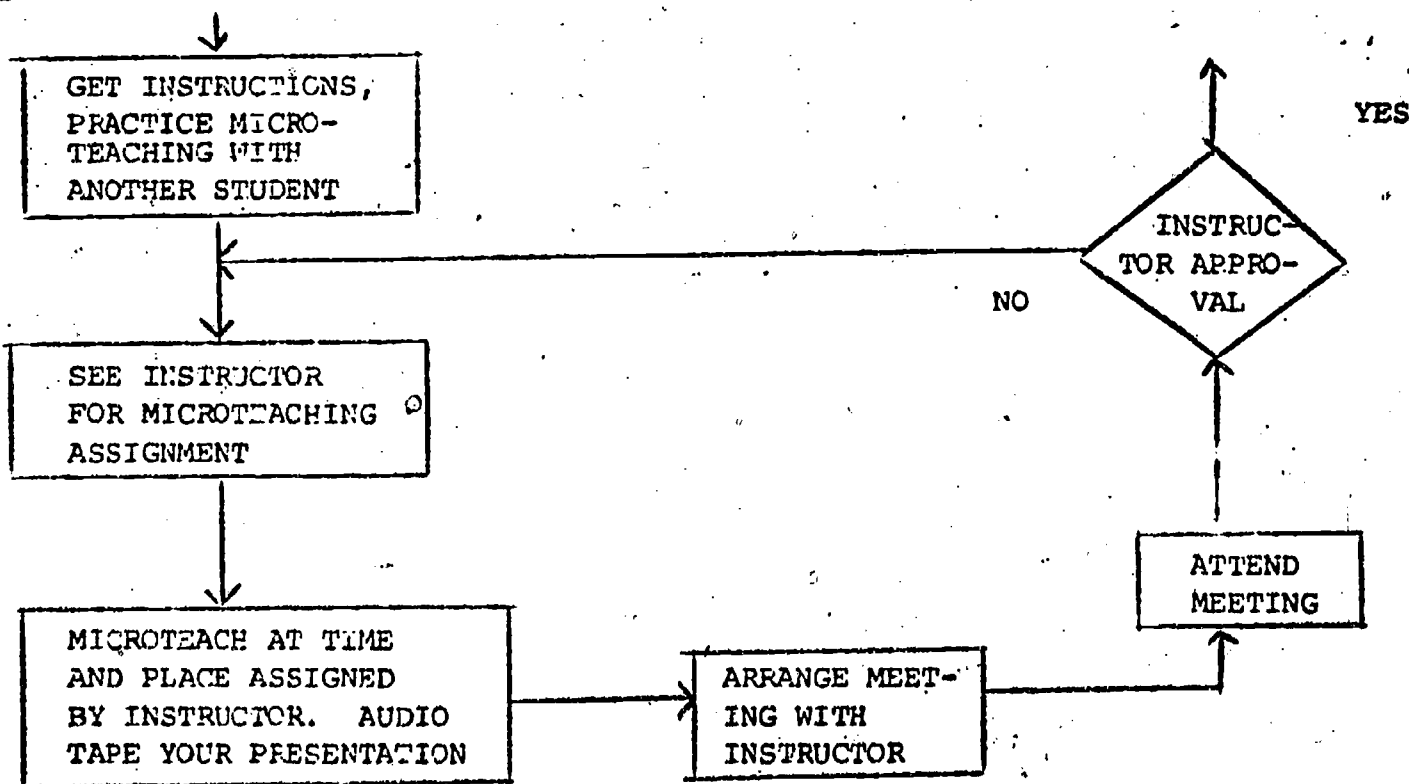 GET INSTRUCTIONS,
PRACTICE MICRO-
TEACHING WITH
ANOTHER STUDENT
YES
INSTRUC-
TOR APPRO-
VAL
NO
SEE INSTRUCTOR
FOR MICROTEACHING
ASSIGNMENT
ATTEND
MEETING
MICROTEACH AT TIME
AND PLACE ASSIGNED
BY INSTRUCTOR. AUDIO
TAPE YOUR PRESENTATION
ARRANGE MEET-
ING WITH
INSTRUCTOR